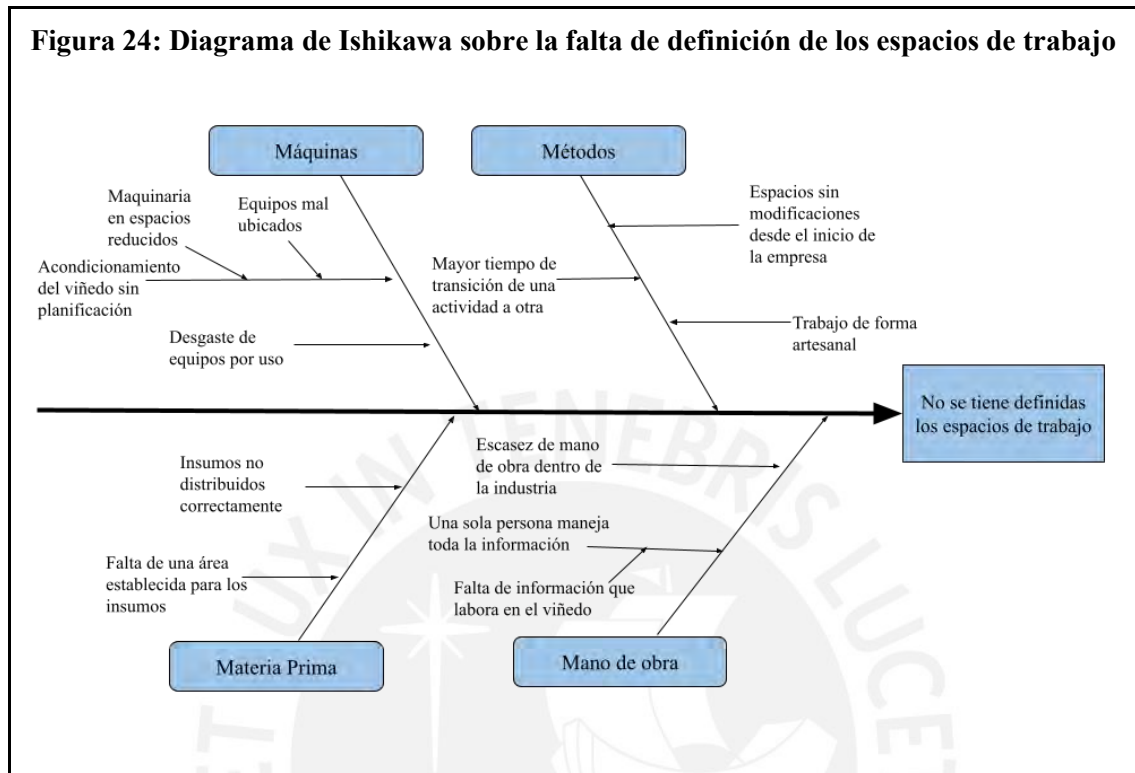 Figura 24: Diagrama de Ishikawa sobre la falta de definición de los espacios de trabajo
Máquinas
Métodos
Maquinaria
en espacios
reducidos
Equipos mal
ubicados
Espacios sin
modificaciones
desde el inicio de
la empresa
Acondicionamiento
del viñedo sin
planificación
Mayor tiempo de
transición de una
actividad a otra
Desgaste de
equipos por uso
Trabajo de forma
artesanal
No se tiene definidas
los espacios de trabajo
Insumos no
distribuidos
correctamente
Escasez de mano
de obra dentro de
la industria
Una sola persona maneja
toda la información
Falta de una área
establecida para los
insumos
Falta de información que
labora en el viñedo
Materia Prima
Mano de obra
ET LUX IN TENEBRIS LUCET